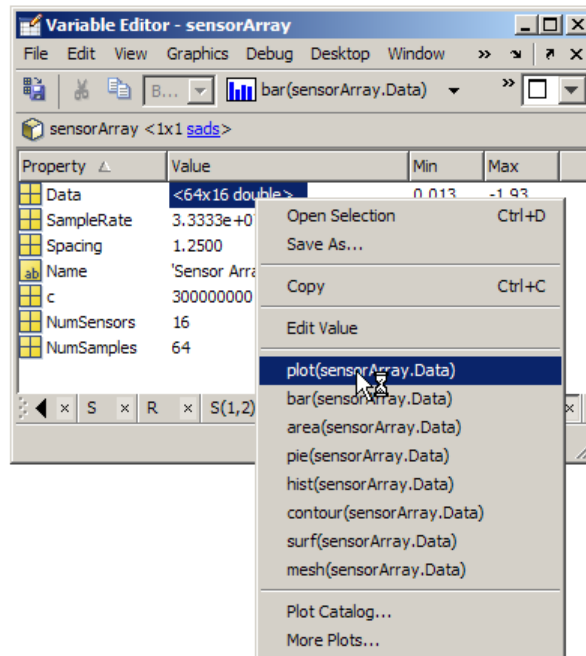 Variable Editor - sensorArray
File Edit View Graphics Debug Desktop Window »
B... bar(sensorArray.Data) »
sensorArray <1x1 sads>
Property Value Min Max
Data <64x16 double> 0.013 -1.93
SampleRate 3.3333e+0
Spacing 1.2500
ab Name 'Sensor Arra
c 300000000
NumSensors 16
NumSamples 64
S R S(1,2)
Open Selection Ctrl+D
Save As...
Copy Ctrl+C
Edit Value
plot(sensorArray.Data)
bar(sensorArray.Data)
area(sensorArray.Data)
pie(sensorArray.Data)
hist(sensorArray.Data)
contour(sensorArray.Data)
surf(sensorArray.Data)
mesh(sensorArray.Data)
Plot Catalog...
More Plots...